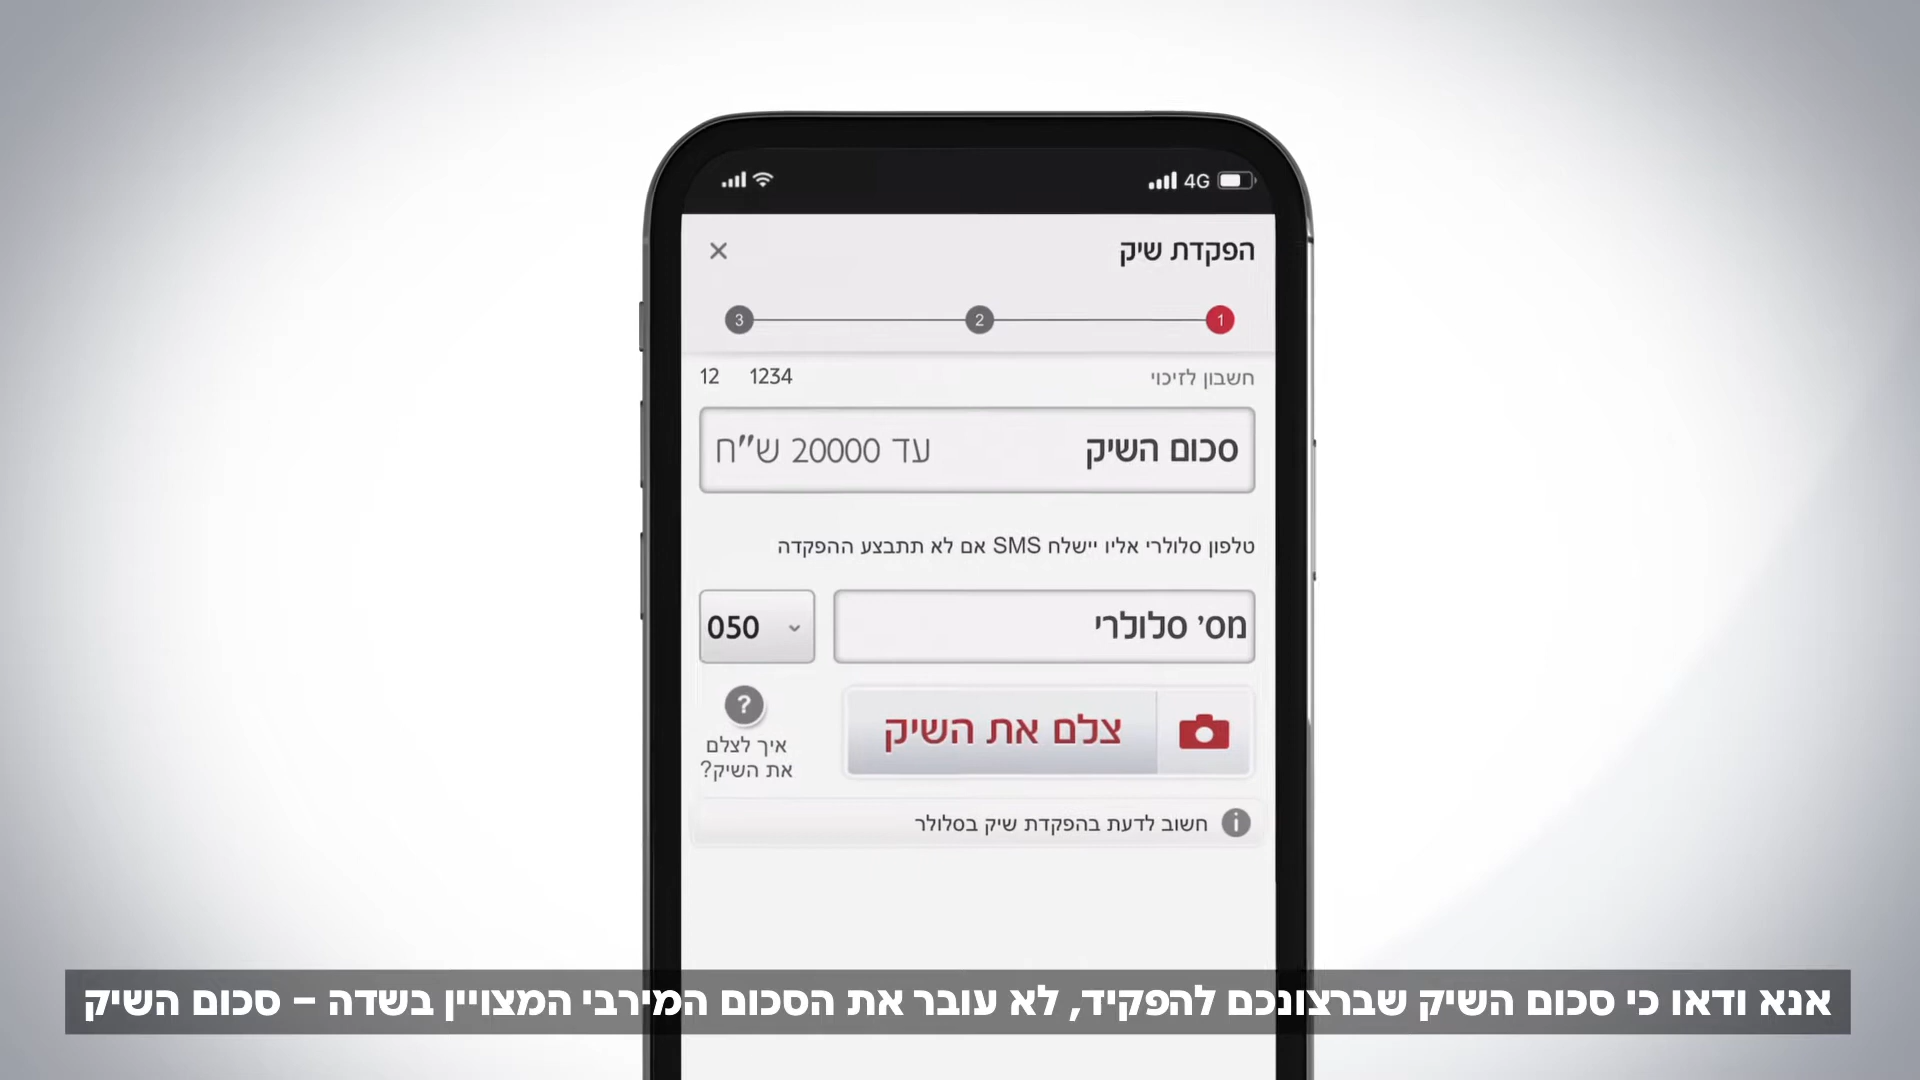 4G
הפקדת שיק
1 2 3
חשבון לזיכוי 1234 12
סכום השיק עד 20000 ש״ח
טלפון סלולרי אליו יישלח SMS אם לא תתבצע ההפקדה
מס' סלולרי 050
צלם את השיק
?
איך לצלם
את השיק?
i חשוב לדעת בהפקדת שיק בסלולר
אנא ודאו כי סכום השיק שברצונכם להפקיד, לא עובר את הסכום המירבי המצויין בשדה – סכום השיק